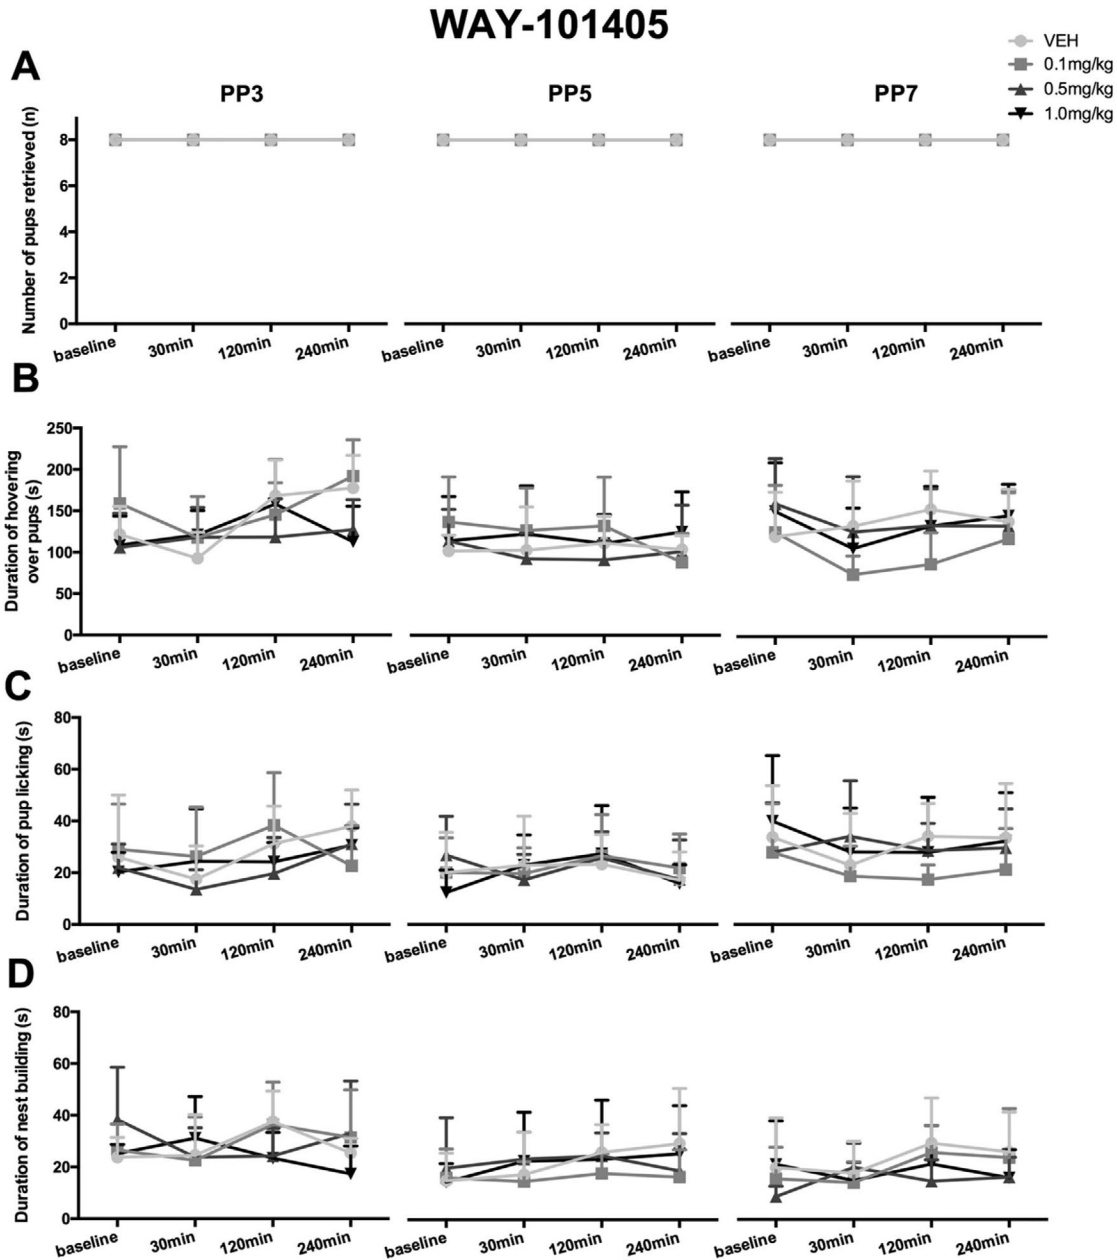 WAY-101405
VEH
0.1mg/kg
0.5mg/kg
1.0mg/kg
A
PP3 PP5 PP7
Number of pups retrieved (n)
8
6
4
2
0
baseline 30min 120min 240min baseline 30min 120min 240min baseline 30min 120min 240min
B
Duration of hovering
over pups (s)
250
200
150
100
50
0
baseline 30min 120min 240min baseline 30min 120min 240min baseline 30min 120min 240min
C
Duration of pup licking (s)
80
60
40
20
0
baseline 30min 120min 240min baseline 30min 120min 240min baseline 30min 120min 240min
D
Duration of nest building (s)
80
60
40
20
0
baseline 30min 120min 240min baseline 30min 120min 240min baseline 30min 120min 240min